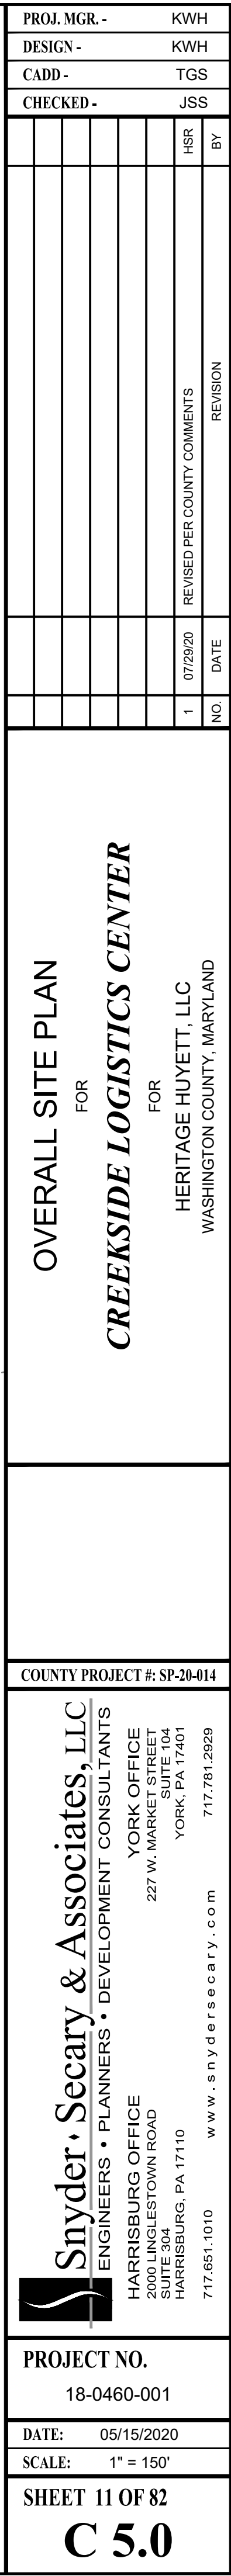 PROJ. MGR. - KWH
DESIGN - KWH
CADD - TGS
CHECKED - JSS
1 07/29/20 REVISED PER COUNTY COMMENTS HSR
NO. DATE REVISION BY
OVERALL SITE PLAN
FOR
CREEKSIDE LOGISTICS CENTER
FOR
HERITAGE HUYETT, LLC
WASHINGTON COUNTY, MARYLAND
COUNTY PROJECT #: SP-20-014
Snyder · Secary & Associates, LLC
ENGINEERS • PLANNERS • DEVELOPMENT CONSULTANTS
HARRISBURG OFFICE
2000 LINGLESTOWN ROAD
SUITE 304
HARRISBURG, PA 17110
717.651.1010
YORK OFFICE
227 W. MARKET STREET
SUITE 104
YORK, PA 17401
717.781.2929
www.snydersecary.com
PROJECT NO.
18-0460-001
DATE: 05/15/2020
SCALE: 1" = 150'
SHEET 11 OF 82
C 5.0